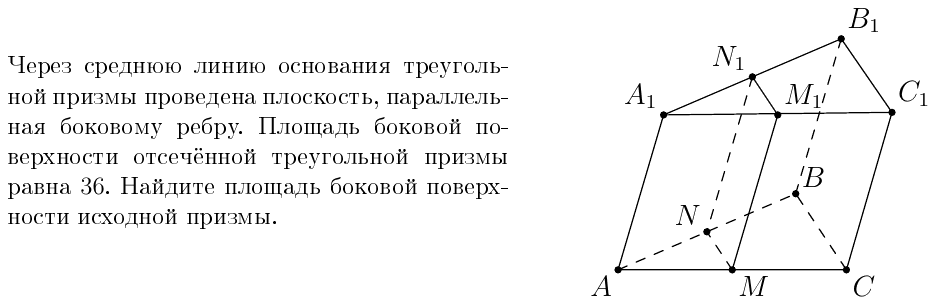 Через среднюю линию основания треуголь-
ной призмы проведена плоскость, параллель-
ная боковому ребру. Площадь боковой по-
верхности отсечённой треугольной призмы
равна 36. Найдите площадь боковой поверх-
ности исходной призмы.
B₁
N₁
A₁
M₁
C₁
B
N
A
M
C